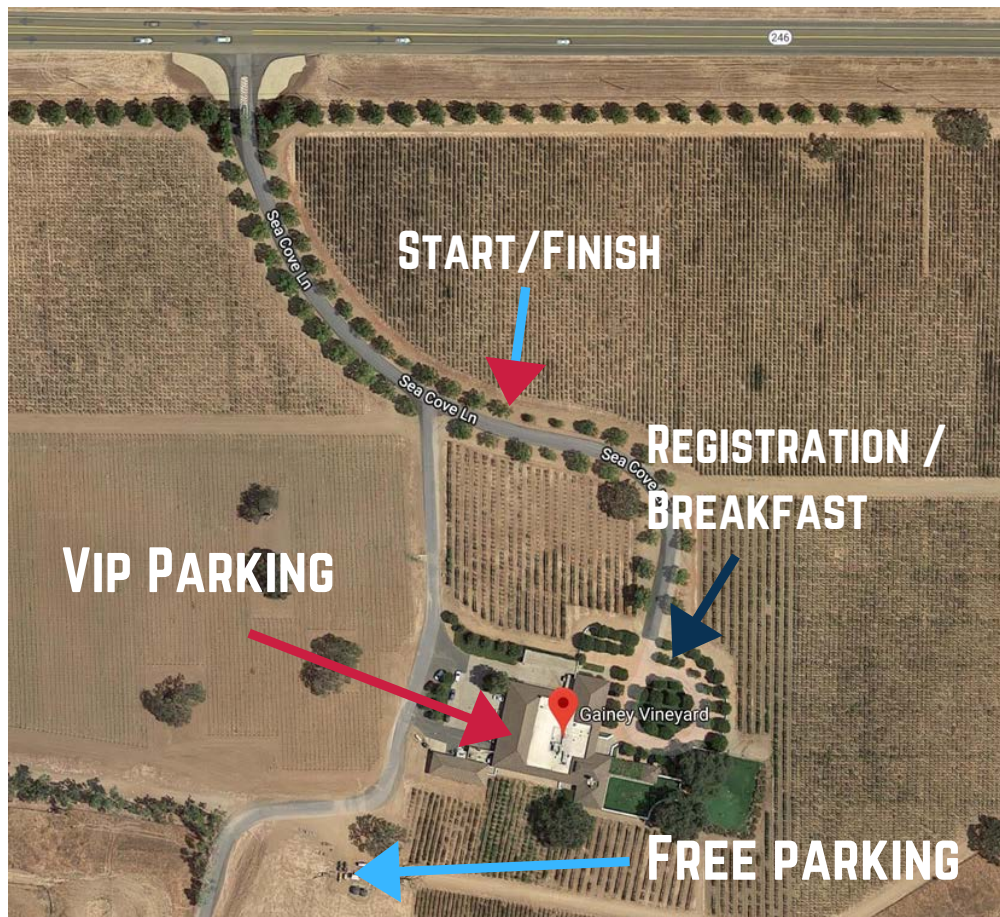 246
Sea Cove Ln
Start/Finish
Sea Cove Ln
Registration /
Breakfast
Sea Cove
Vip Parking
Gainey Vineyard
Free parking